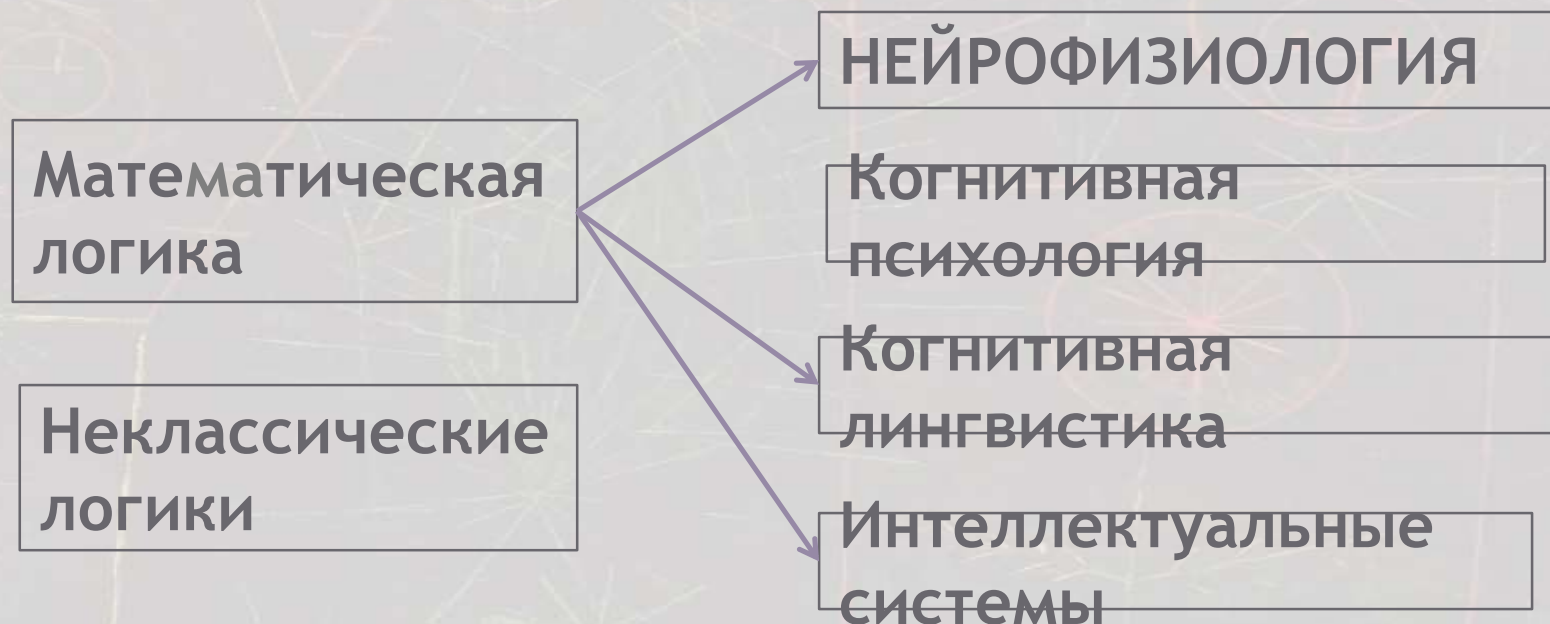 Математическая
логика
Неклассические
логики
НЕЙРОФИЗИОЛОГИЯ
Когнитивная
психология
Когнитивная
лингвистика
Интеллектуальные
системы